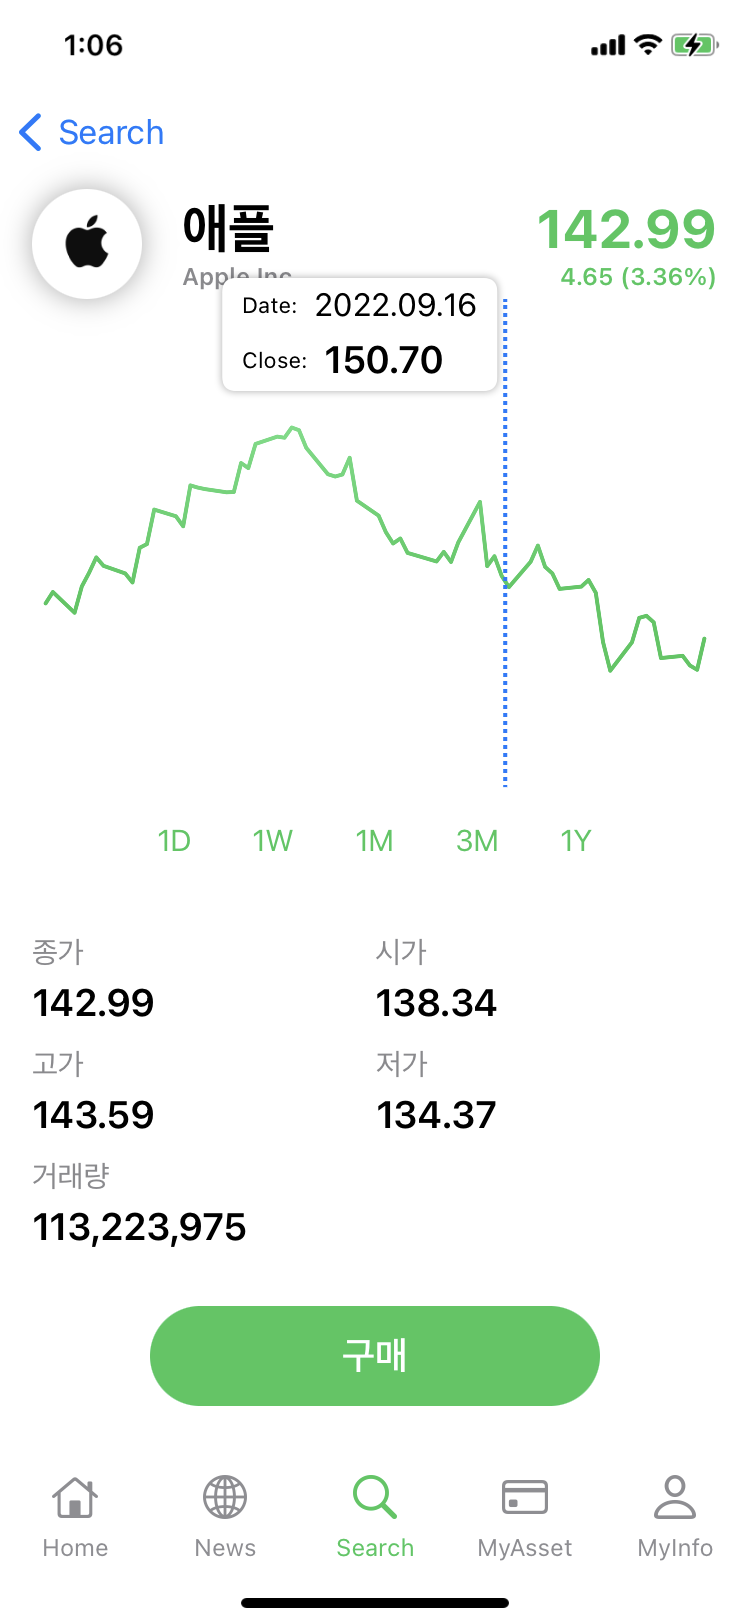 1:06
Search
애플
142.99
Apple Inc
4.65 (3.36%)
Date: 2022.09.16
Close: 150.70
1D 1W 1M 3M 1Y
종가 시가
142.99 138.34
고가 저가
143.59 134.37
거래량
113,223,975
구매
Home News Search MyAsset MyInfo